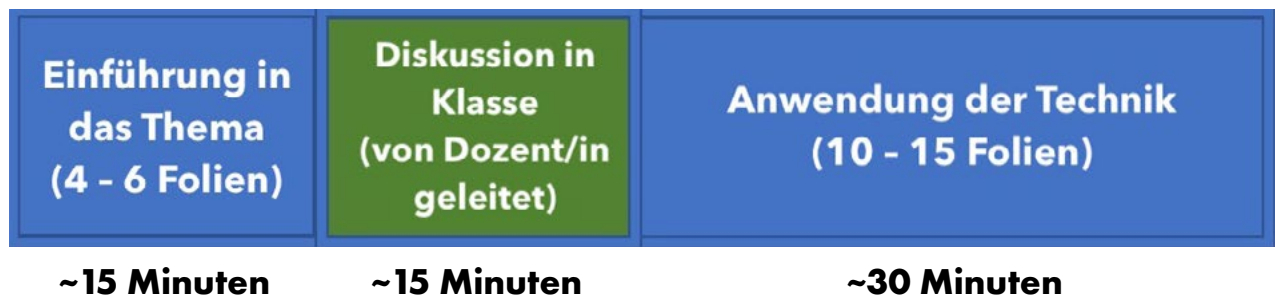 Einführung in
das Thema
(4 – 6 Folien)
Diskussion in
Klasse
(von Dozent/in
geleitet)
Anwendung der Technik
(10 – 15 Folien)
~15 Minuten
~15 Minuten
~30 Minuten